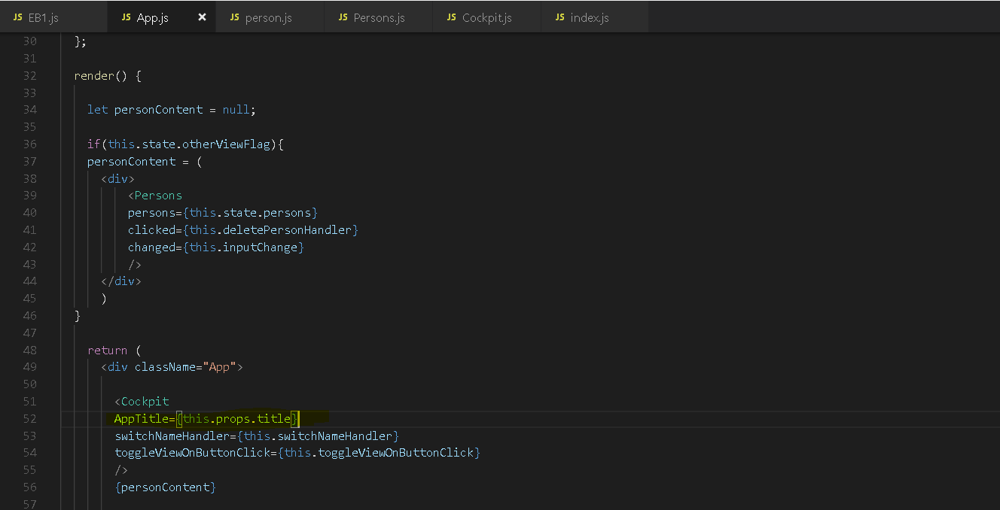 JS EB1.js JS App.js × JS person.js JS Persons.js JS Cockpit.js JS index.js
30 };
31
32 render() {
33
34 let personContent = null;
35
36 if(this.state.otherViewFlag){
37 personContent = (
38 <div>
39 <Persons
40 persons={this.state.persons}
41 clicked={this.deletePersonHandler}
42 changed={this.inputChange}
43 />
44 </div>
45 )
46 }
47
48 return (
49 <div className="App">
50
51 <Cockpit
52 AppTitle={this.props.title}
53 switchNameHandler={this.switchNameHandler}
54 toggleViewOnButtonClick={this.toggleViewOnButtonClick}
55 />
56 {personContent}
57